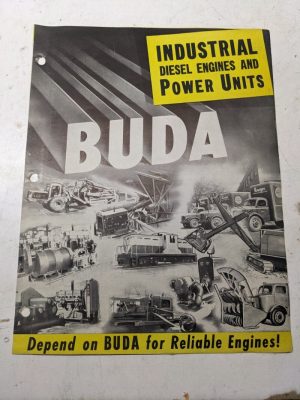 INDUSTRIAL
DIESEL ENGINES AND
POWER UNITS
BUDA
Depend on BUDA for Reliable Engines!